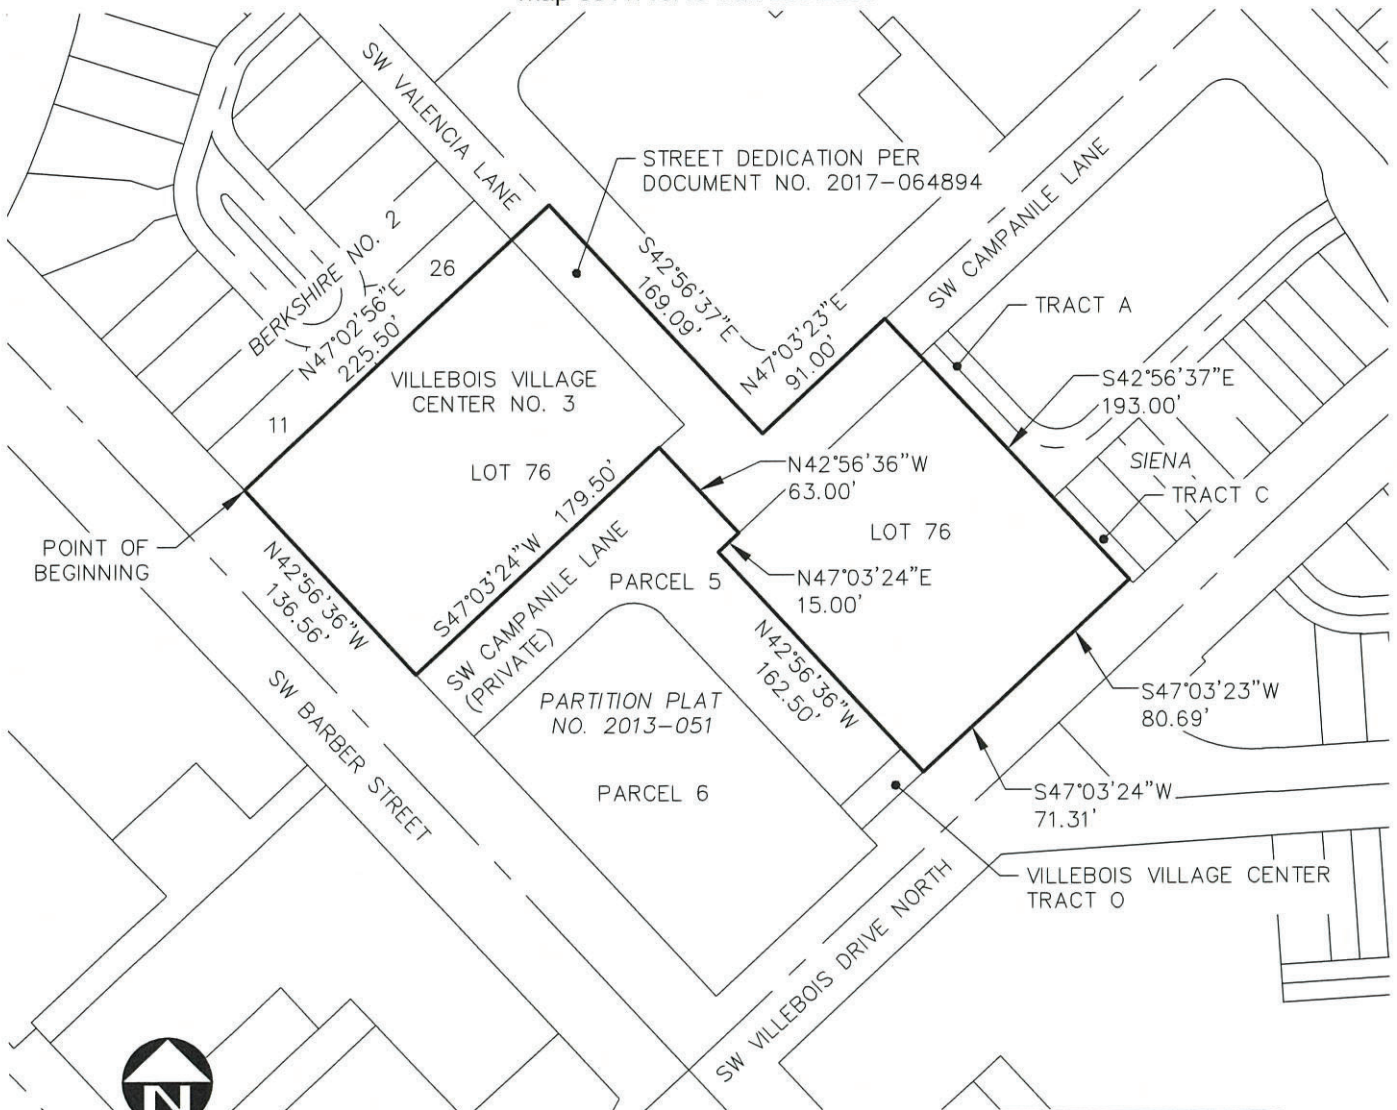 SW VALENCIA LANE
STREET DEDICATION PER
DOCUMENT NO. 2017-064894
SW CAMPANILE LANE
BERKSHIRE NO. 2
26
N47°02'56"E
225.50'
S42°56'37"E
169.09'
N47°03'23"E
91.00'
TRACT A
S42°56'37"E
193.00'
VILLEBOIS VILLAGE
CENTER NO. 3
11
LOT 76
SIENA
TRACT C
N42°56'36"W
63.00'
LOT 76
POINT OF
BEGINNING
N42°56'36"W
136.56'
S47°03'24"W 179.50'
SW CAMPANILE LANE
(PRIVATE)
PARCEL 5
N47°03'24"E
15.00'
N42°56'36"W
162.50'
S47°03'23"W
80.69'
PARTITION PLAT
NO. 2013-051
SW BARBER STREET
PARCEL 6
S47°03'24"W
71.31'
VILLEBOIS VILLAGE CENTER
TRACT O
SW VILLEBOIS DRIVE NORTH
N